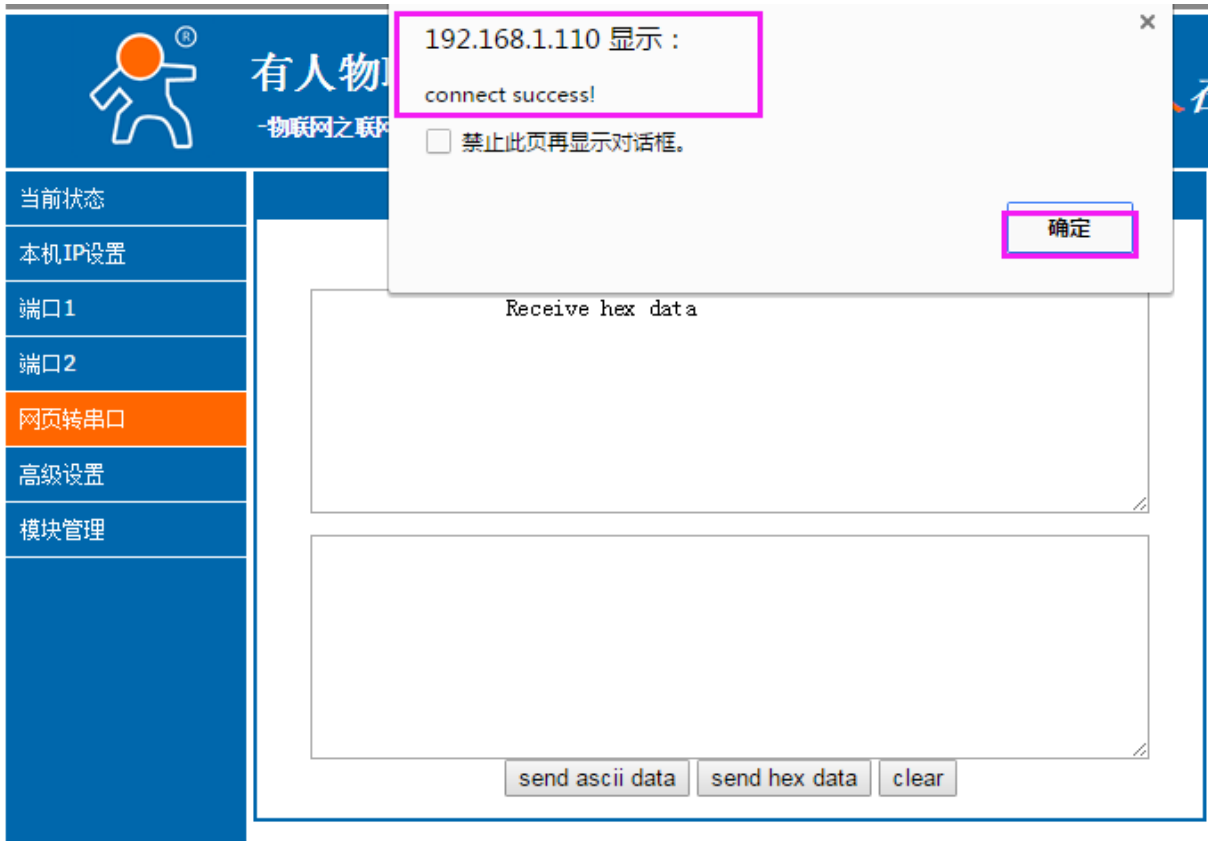 ®
有人物
-物联网之联
192.168.1.110 显示：
connect success!
禁止此页再显示对话框。
确定
当前状态
本机IP设置
端口1
端口2
网页转串口
高级设置
模块管理
Receive hex data
send ascii data
send hex data
clear